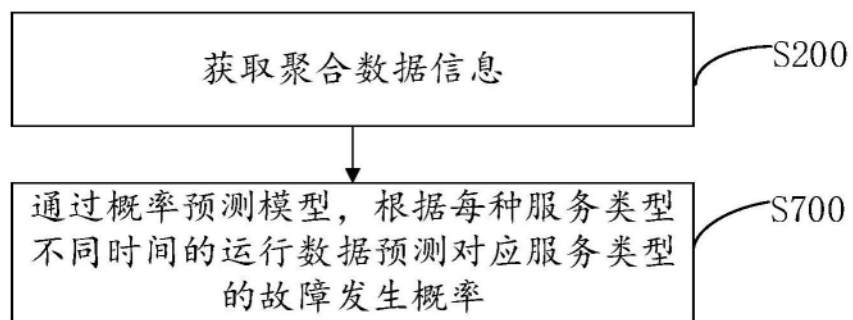 获取聚合数据信息
S200
通过概率预测模型，根据每种服务类型
不同时间的运行数据预测对应服务类型
的故障发生概率
S700